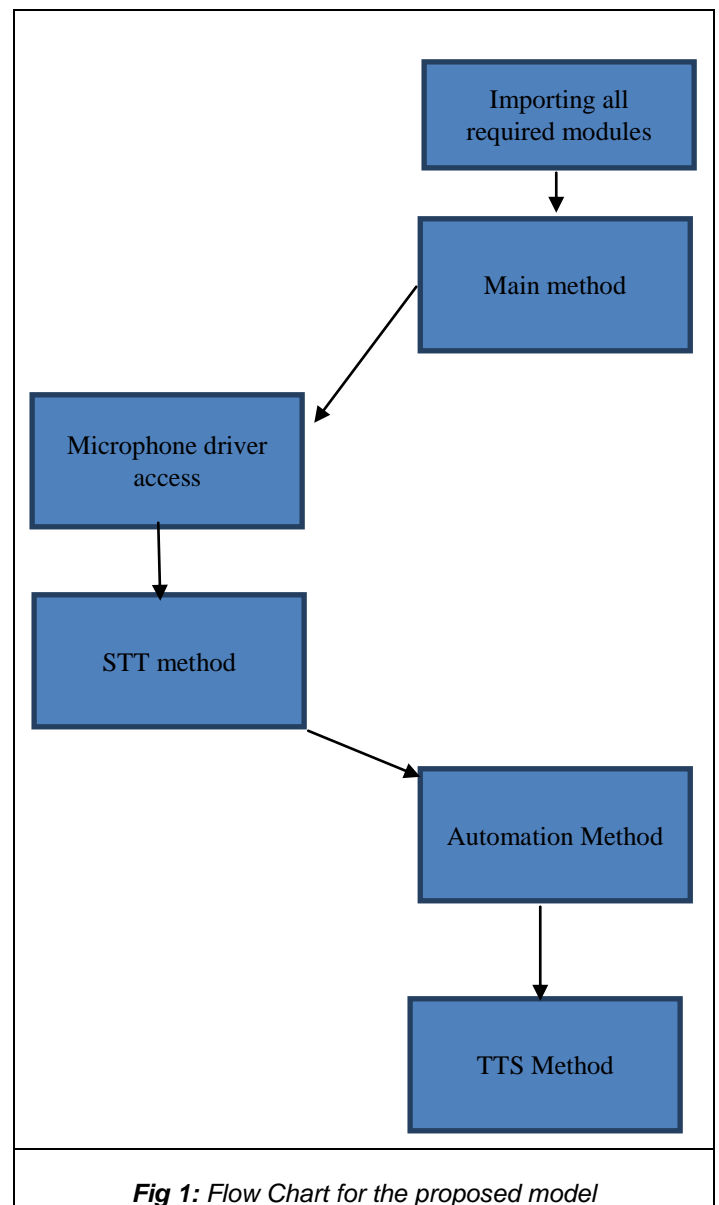 Importing all
required modules
Main method
Microphone driver
access
STT method
Automation Method
TTS Method
Fig 1: Flow Chart for the proposed model